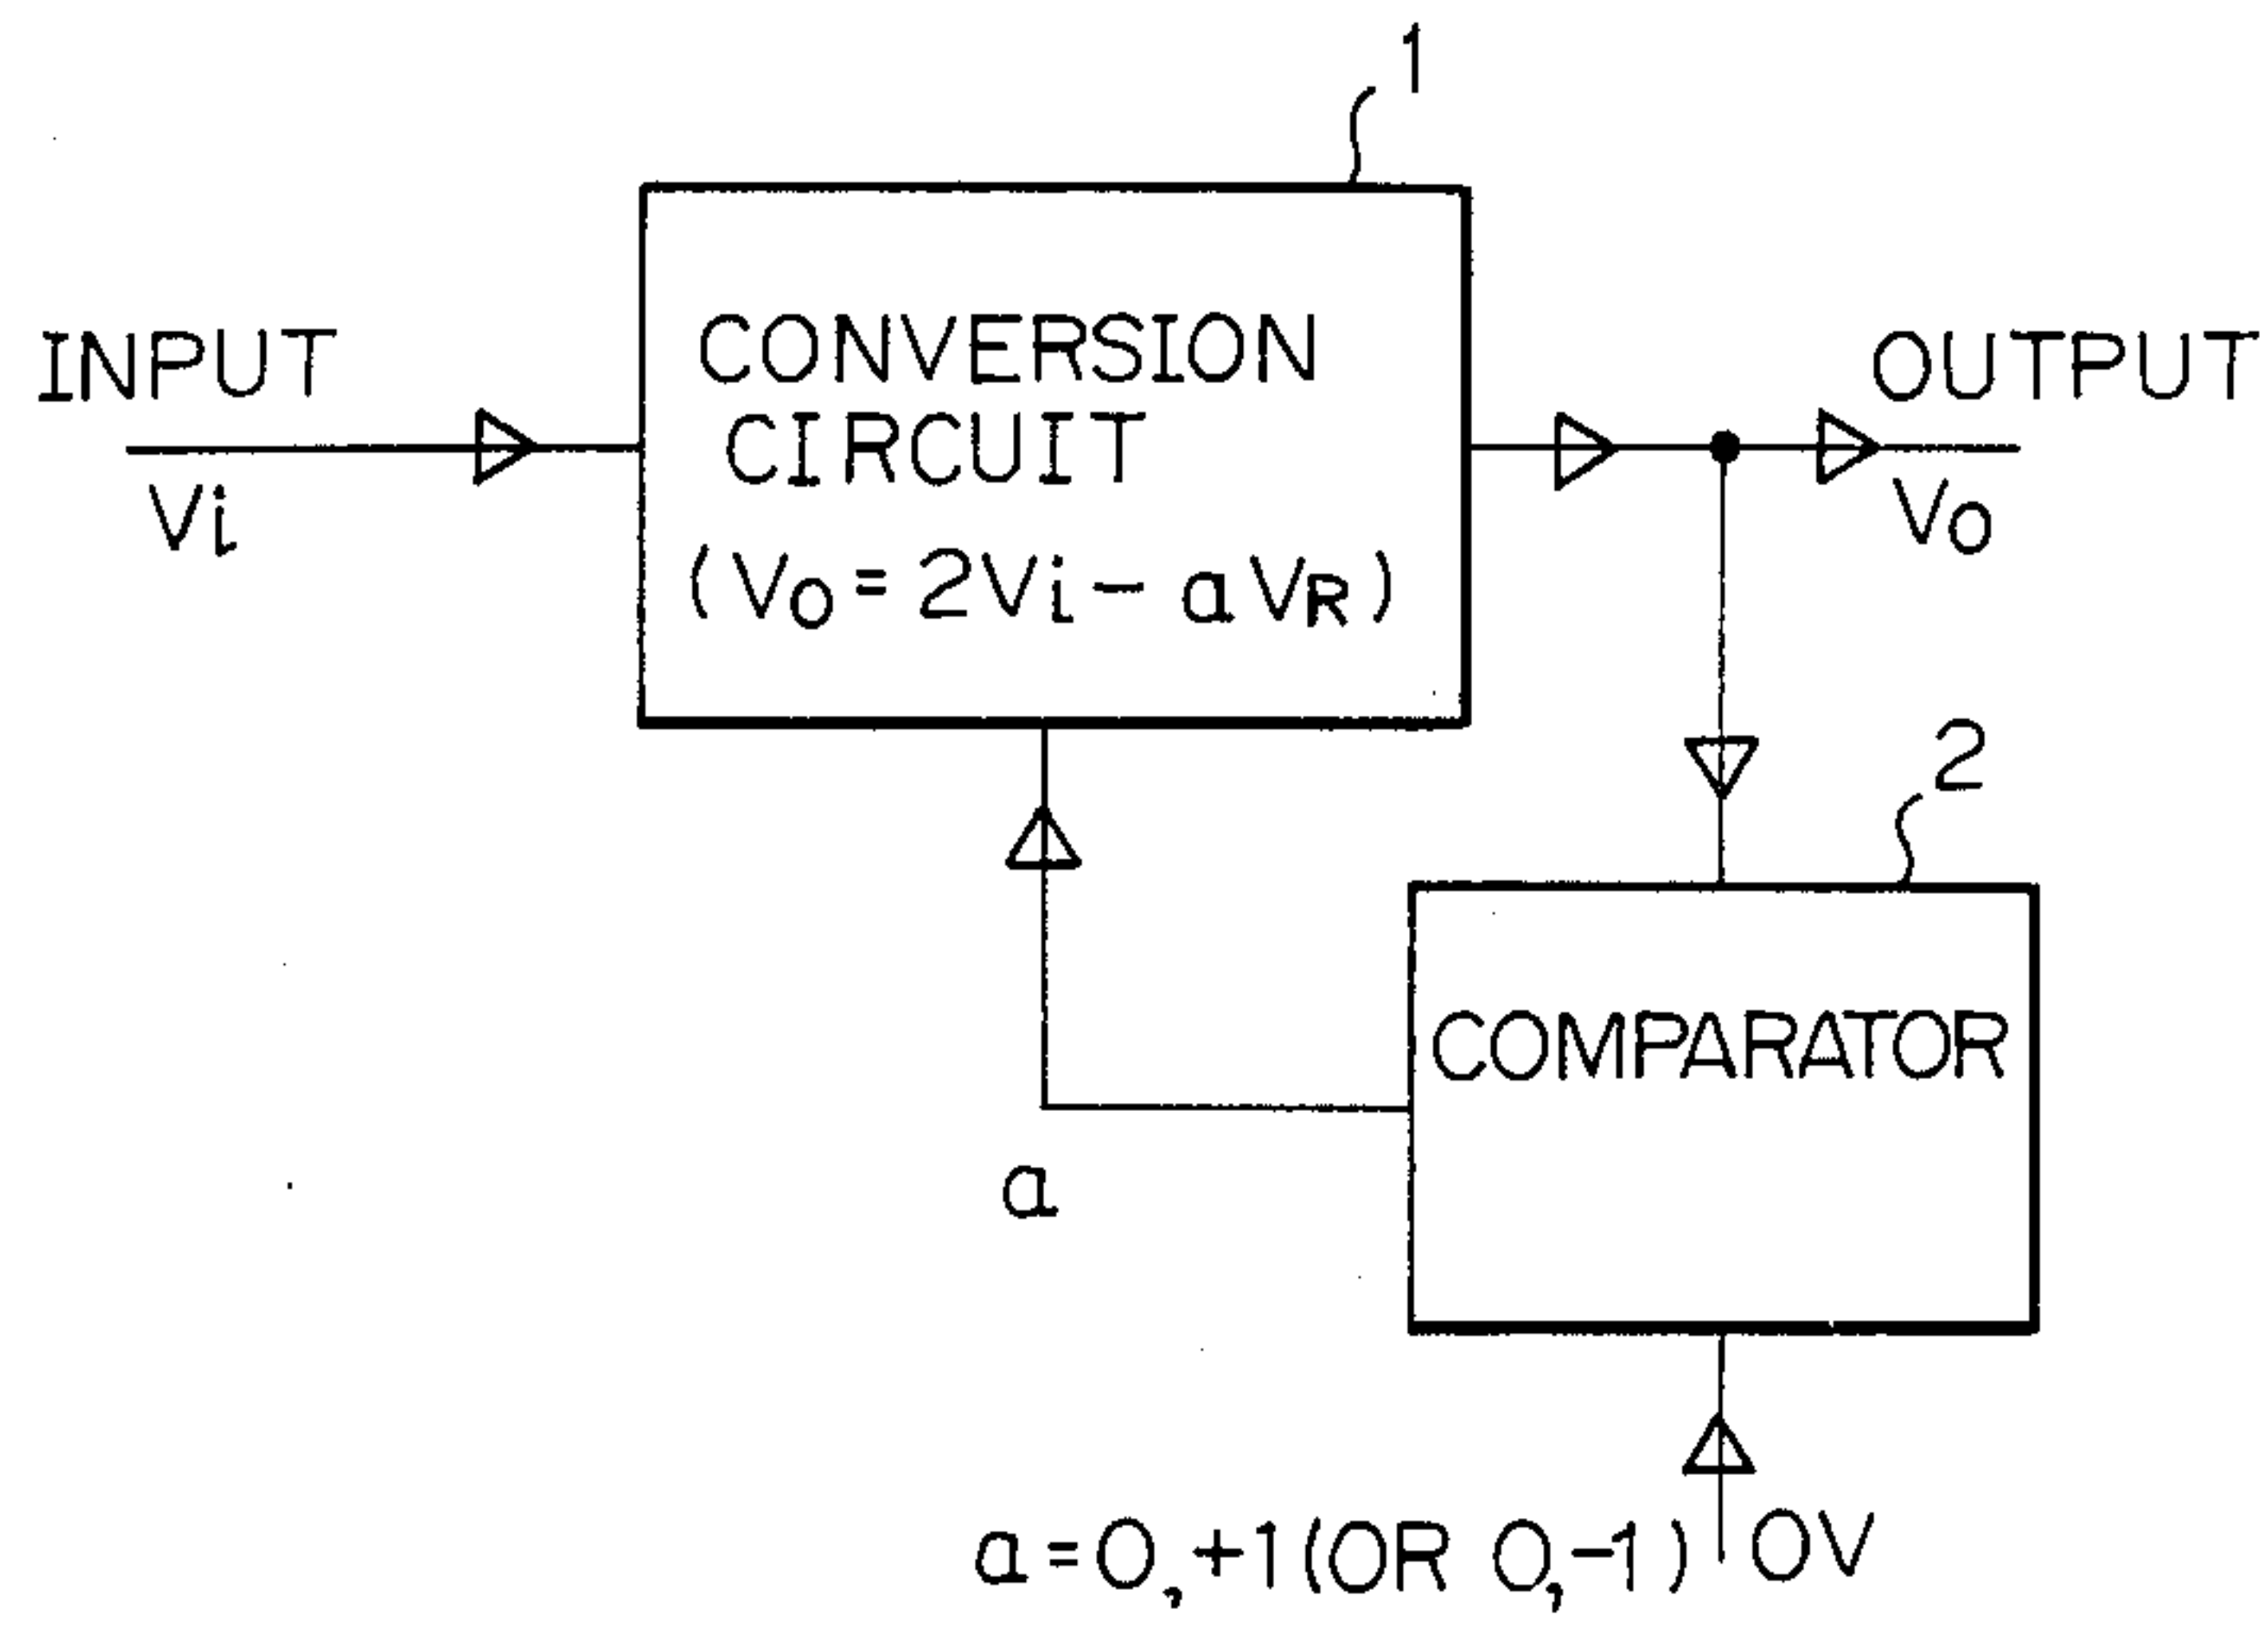 1
INPUT
Vi
CONVERSION
CIRCUIT
(Vo=2Vi-aVR)
OUTPUT
Vo
2
COMPARATOR
a
a=0,+1(OR 0,-1)
0V